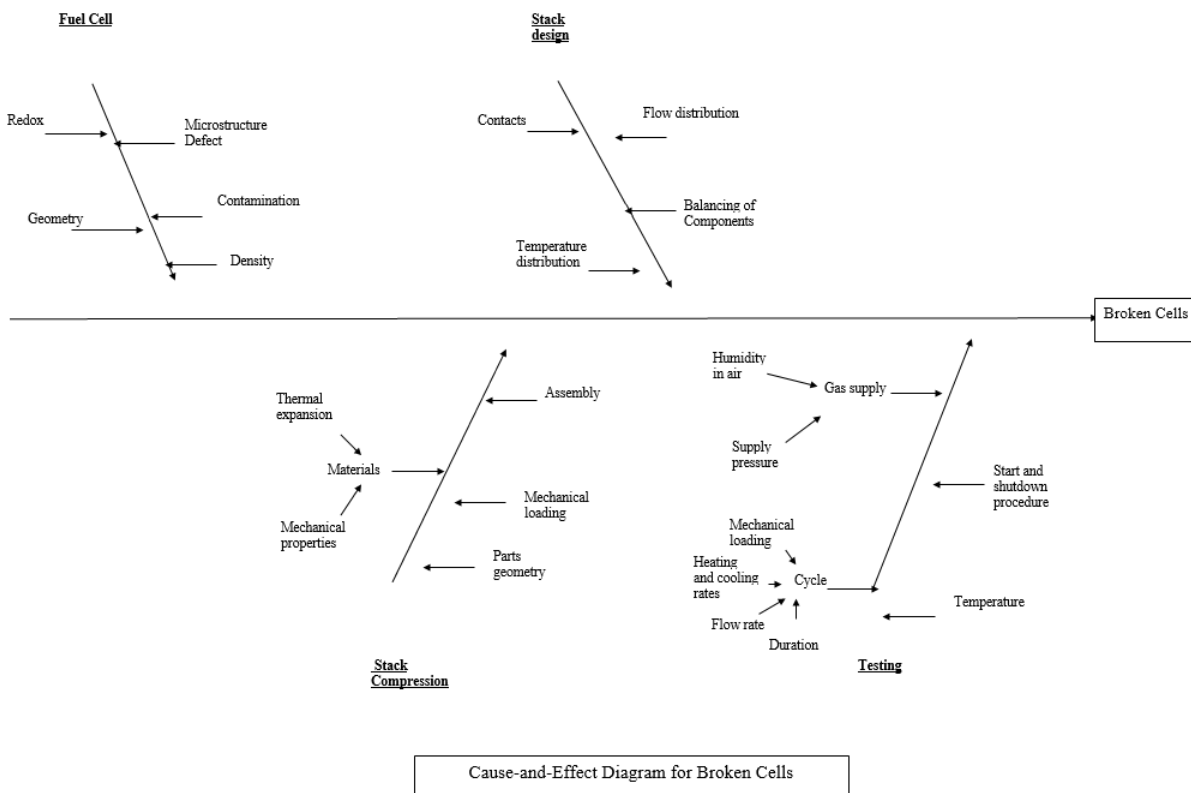 Fuel Cell
Stack
design
Redox
Microstructure
Defect
Contacts
Flow distribution
Geometry
Contamination
Balancing of
Components
Density
Temperature
distribution
Broken Cells
Humidity
in air
Gas supply
Thermal
expansion
Assembly
Supply
pressure
Materials
Start and
shutdown
procedure
Mechanical
loading
Mechanical
properties
Mechanical
loading
Parts
geometry
Heating
and cooling
rates
Cycle
Temperature
Flow rate
Duration
Stack
Compression
Testing
Cause-and-Effect Diagram for Broken Cells